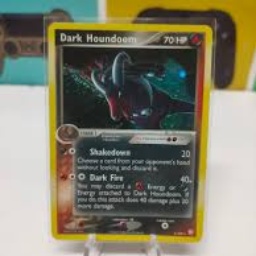 Dark Houndoom 70 HP
Shakedown 20
Choose a card from your opponent's hand
without looking and discard it.
Dark Fire 40+
You may discard a Energy or
Energy attached to Dark Houndoom. If
you do this attack does 40 damage plus 20
more damage.